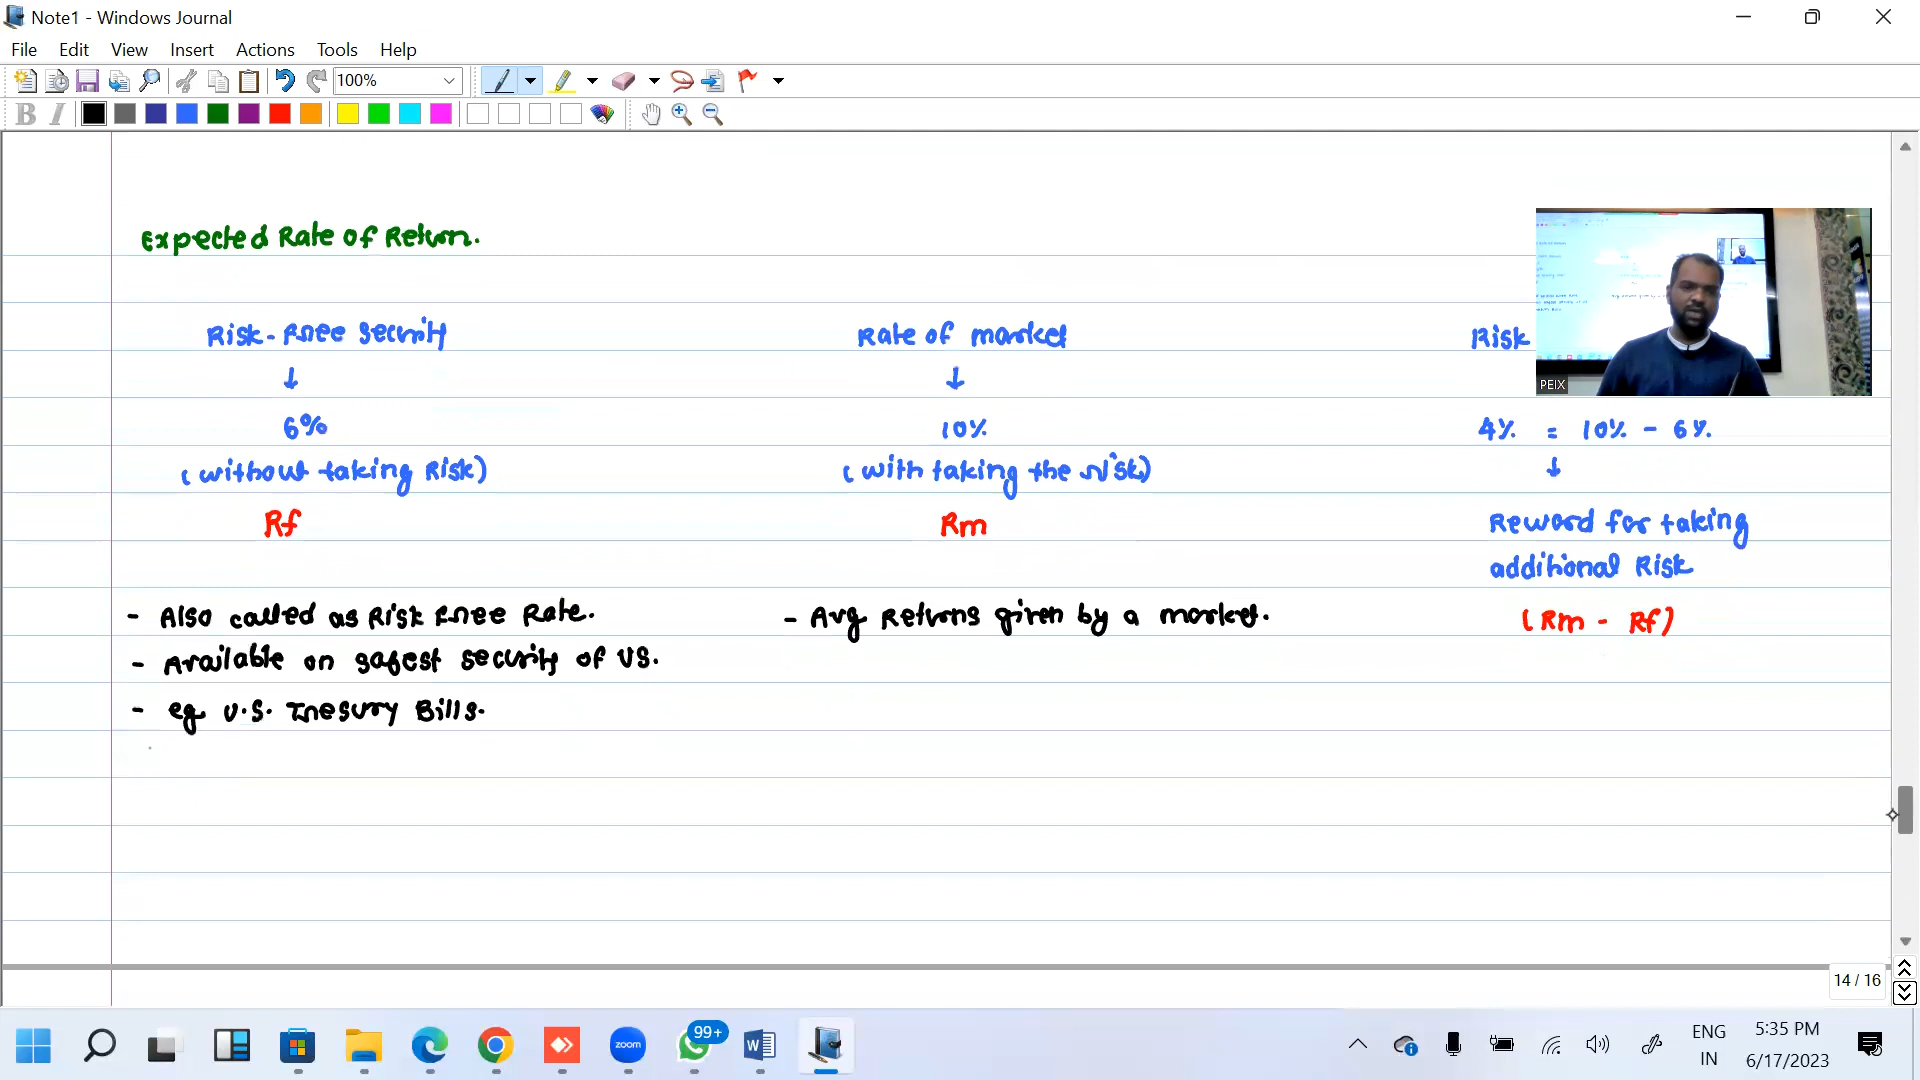 Note1 - Windows Journal
File Edit View Insert Actions Tools Help
100%
B I
Expected Rate of Return.
Risk-Free Security Rate of market Risk
PEIX
6% 10% 4% = 10% - 6%
(without taking Risk) (with taking the risk)
Rf Rm Reward for taking
additional Risk
- Also called as Risk Free Rate. - Avg Returns given by a market. (Rm - Rf)
- Available on safest security of US.
- eg U.S. Tresury Bills.
14 / 16
99+
zoom
W
ENG
IN
5:35 PM
6/17/2023